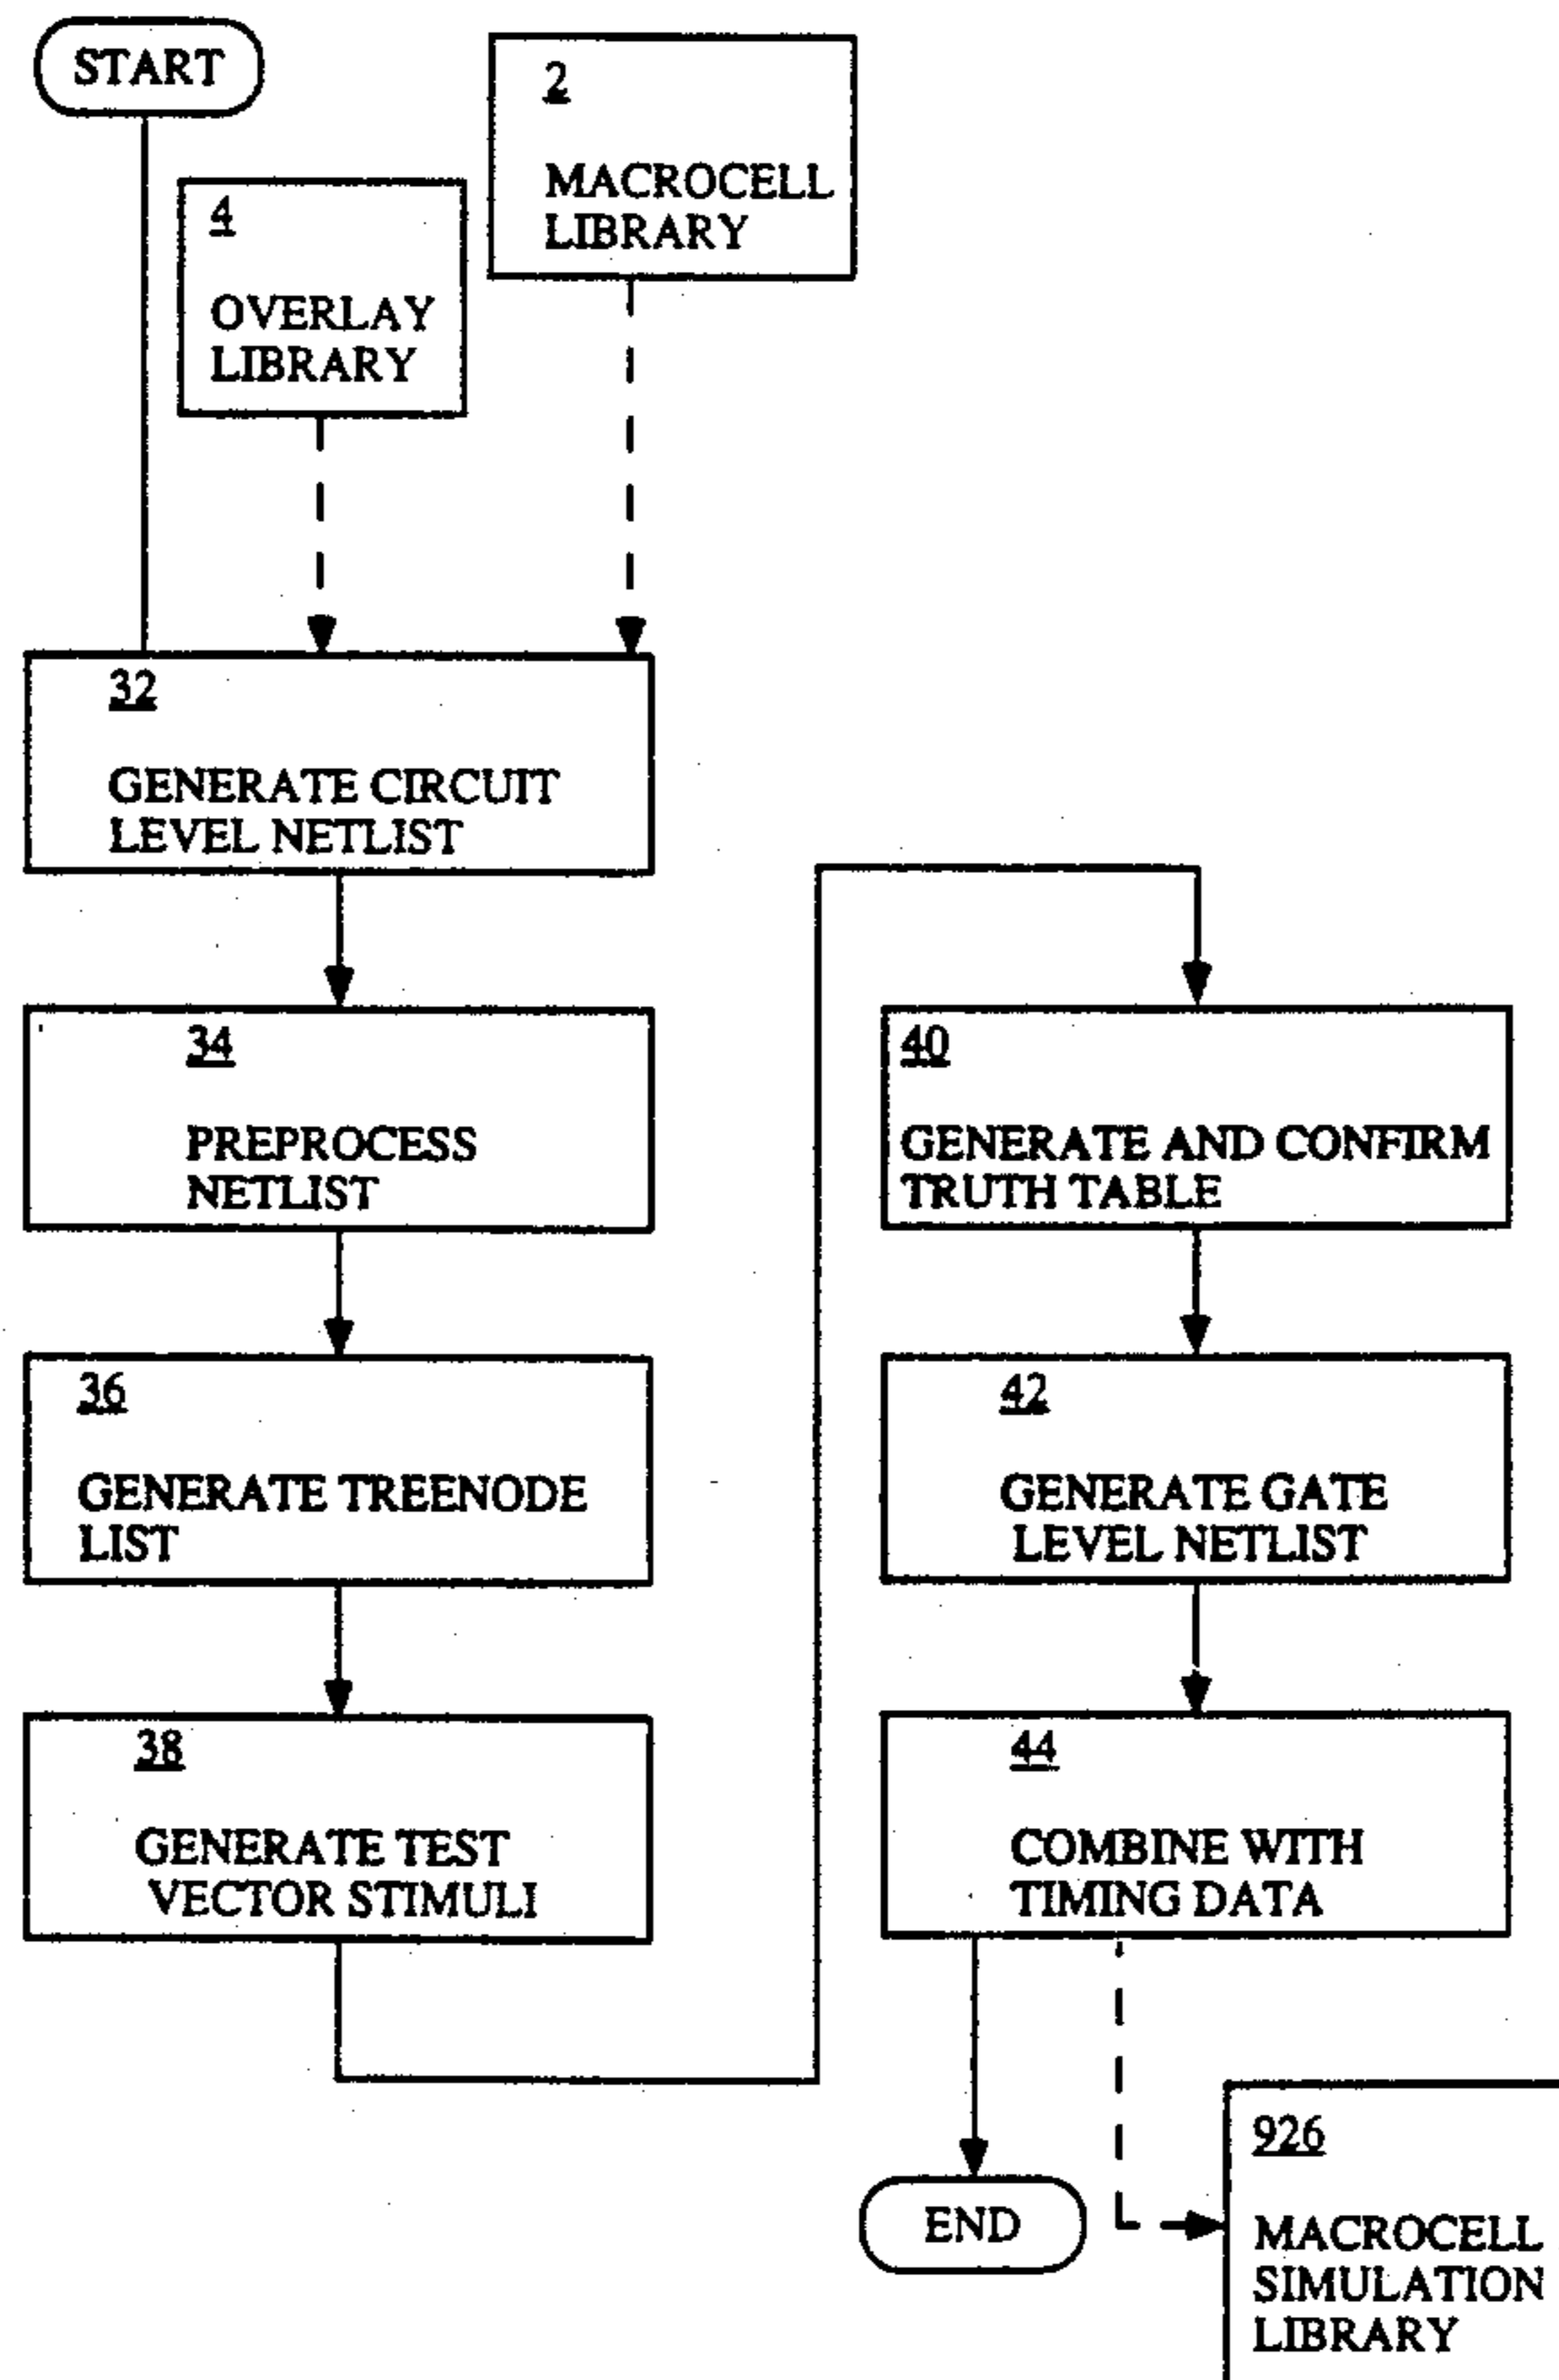 START
2
MACROCELL
LIBRARY
4
OVERLAY
LIBRARY
32
GENERATE CIRCUIT
LEVEL NETLIST
34
PREPROCESS
NETLIST
36
GENERATE TREENODE
LIST
38
GENERATE TEST
VECTOR STIMULI
40
GENERATE AND CONFIRM
TRUTH TABLE
42
GENERATE GATE
LEVEL NETLIST
44
COMBINE WITH
TIMING DATA
END
926
MACROCELL
SIMULATION
LIBRARY